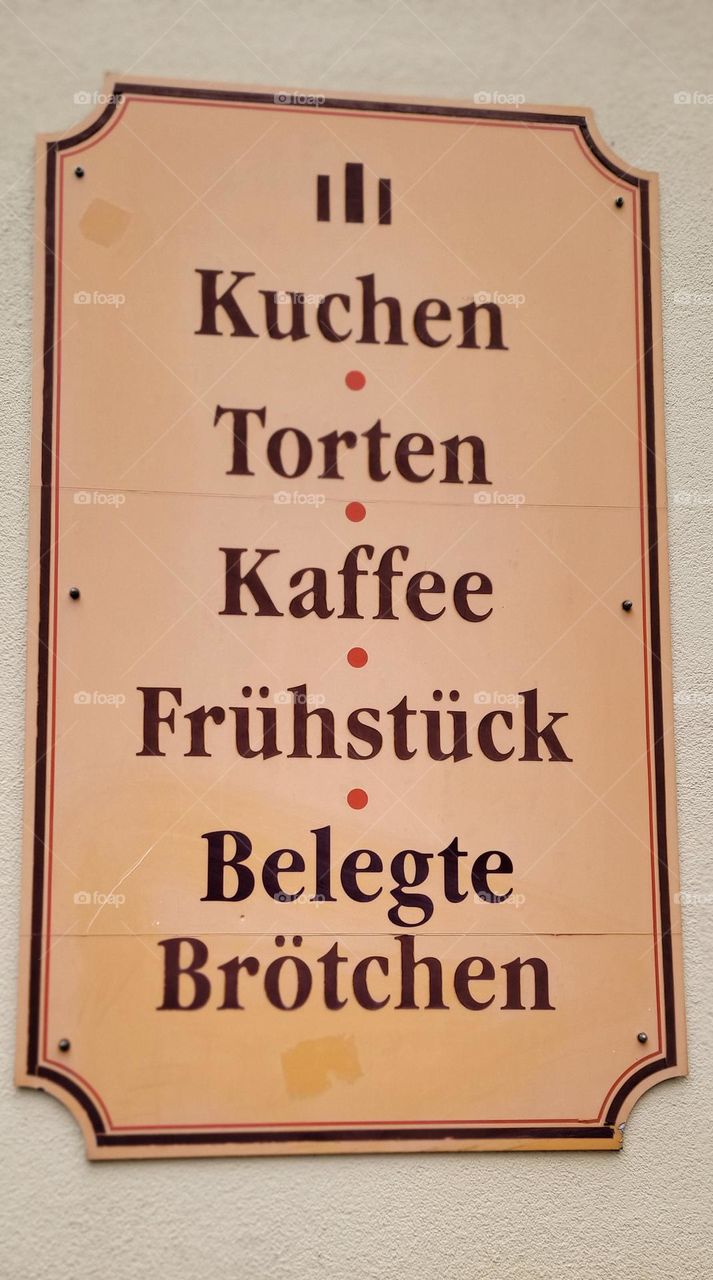 Kuchen
Torten
Kaffee
Frühstück
Belegte
Brötchen